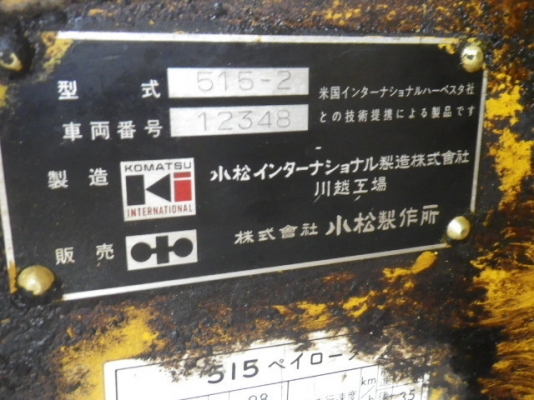 型式 515-2
車両番号 12348
米国インターナショナルハーベスタ社
との技術提携による製品です
製造 KOMATSU INTERNATIONAL 小松インターナショナル製造株式会社
川越工場
販売 株式會社 小松製作所
515 ペイロー
km
35